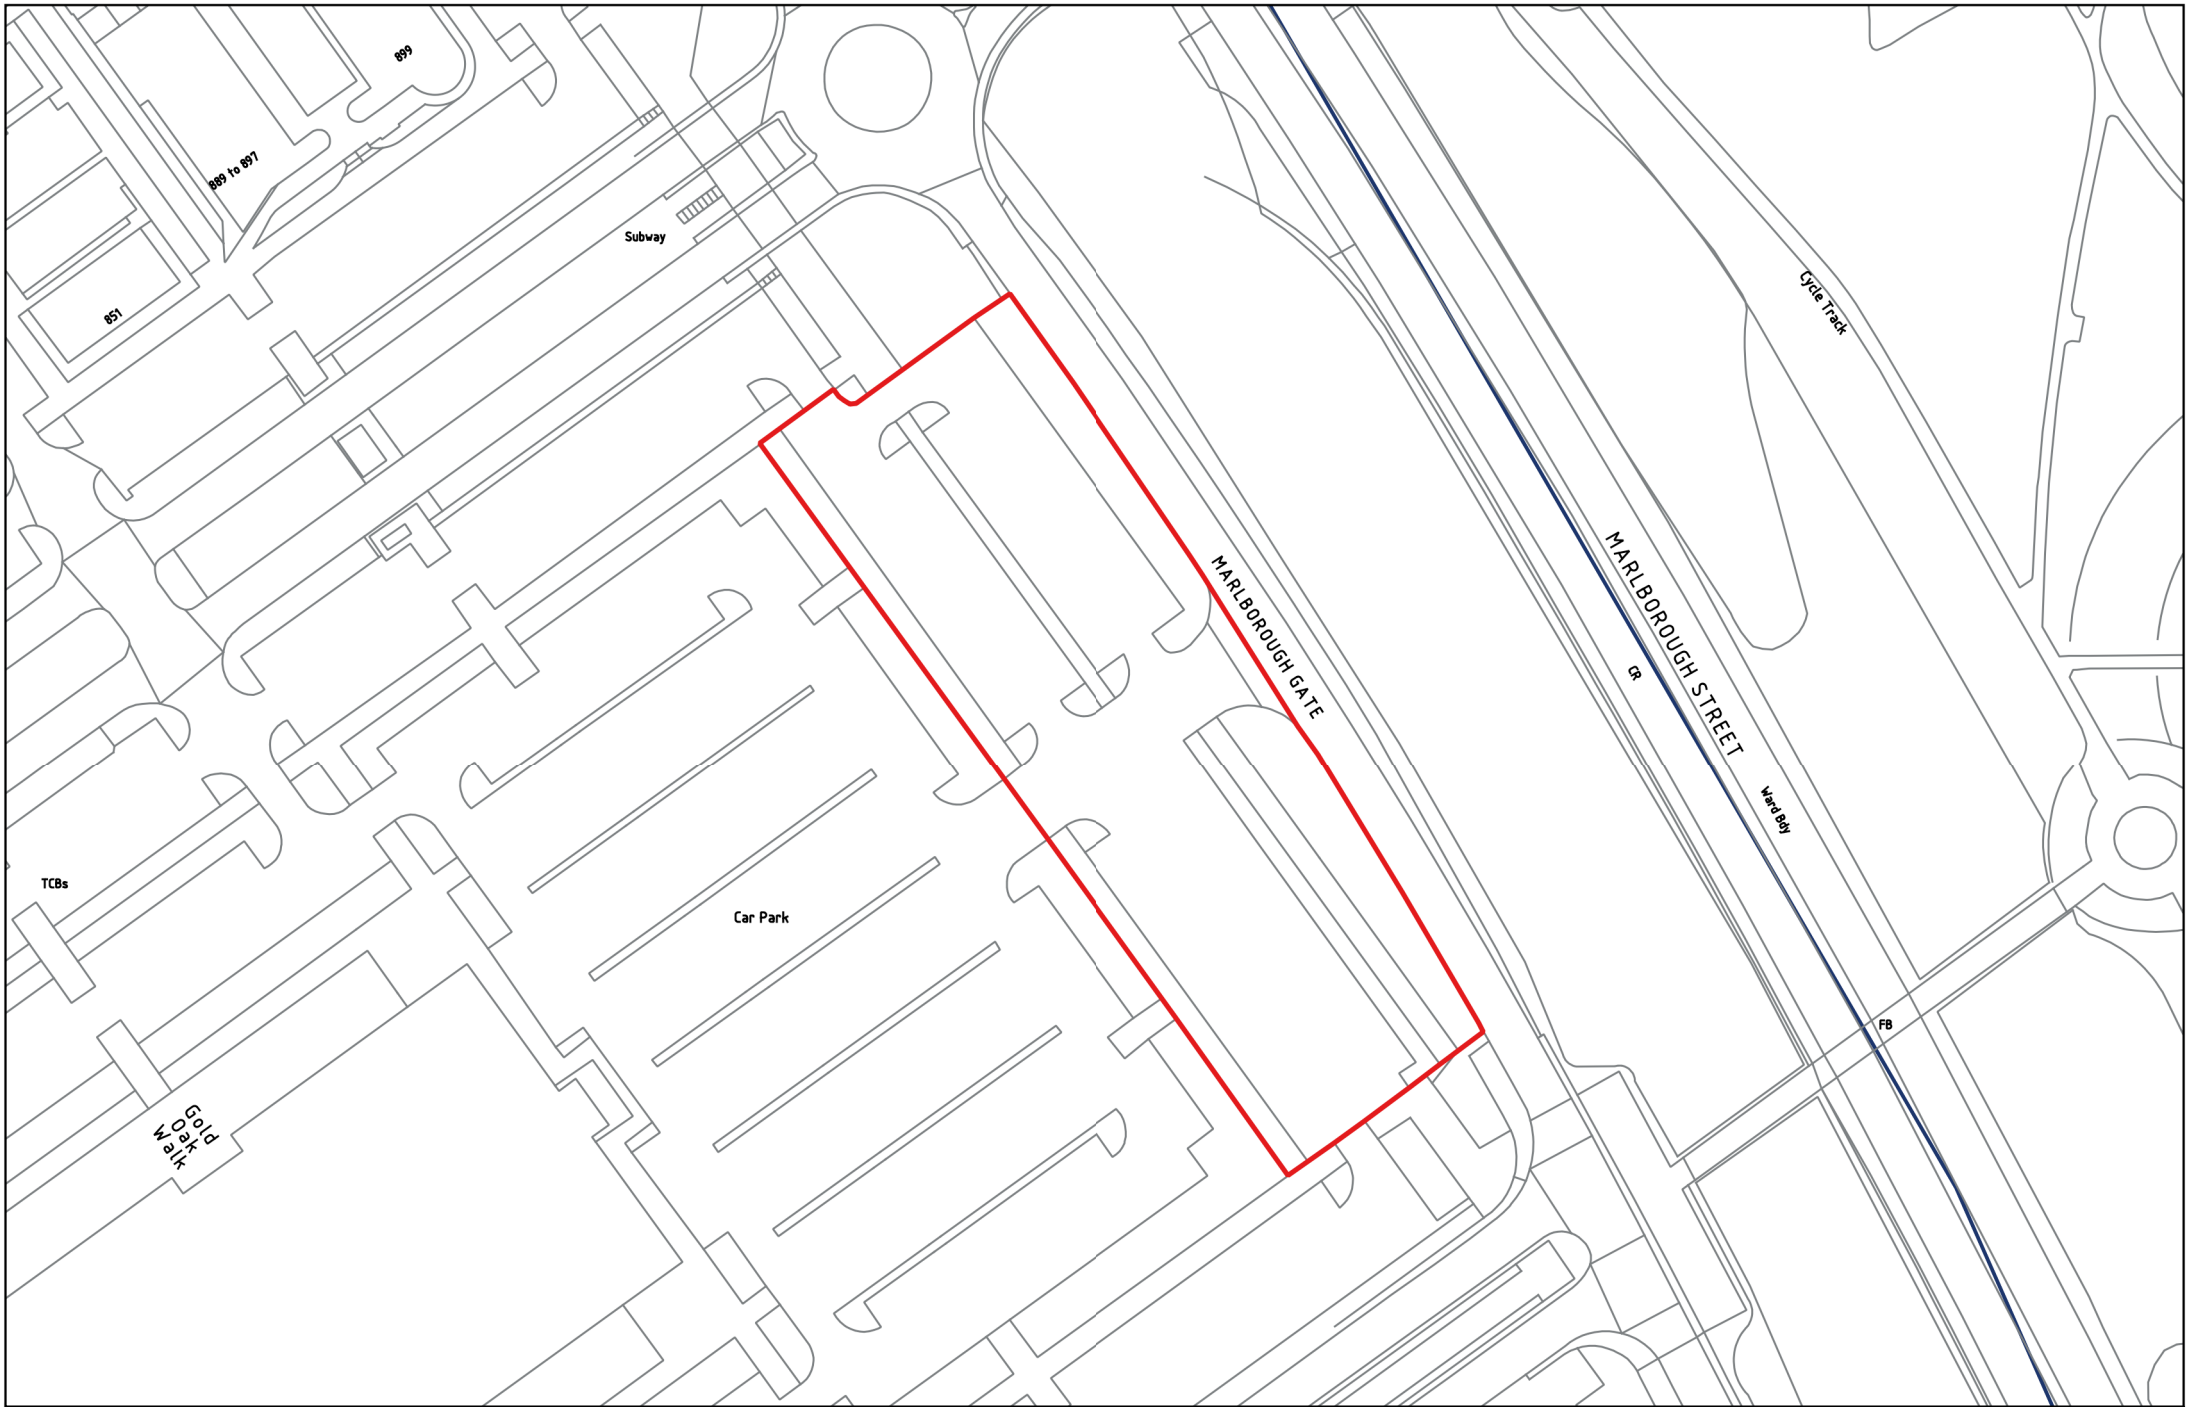 899
889 to 897
Subway
851
Cycle Track
MARLBOROUGH GATE
MARLBOROUGH STREET
CR
Ward Bdy
TCBs
Car Park
FB
Gold
Oak
Walk